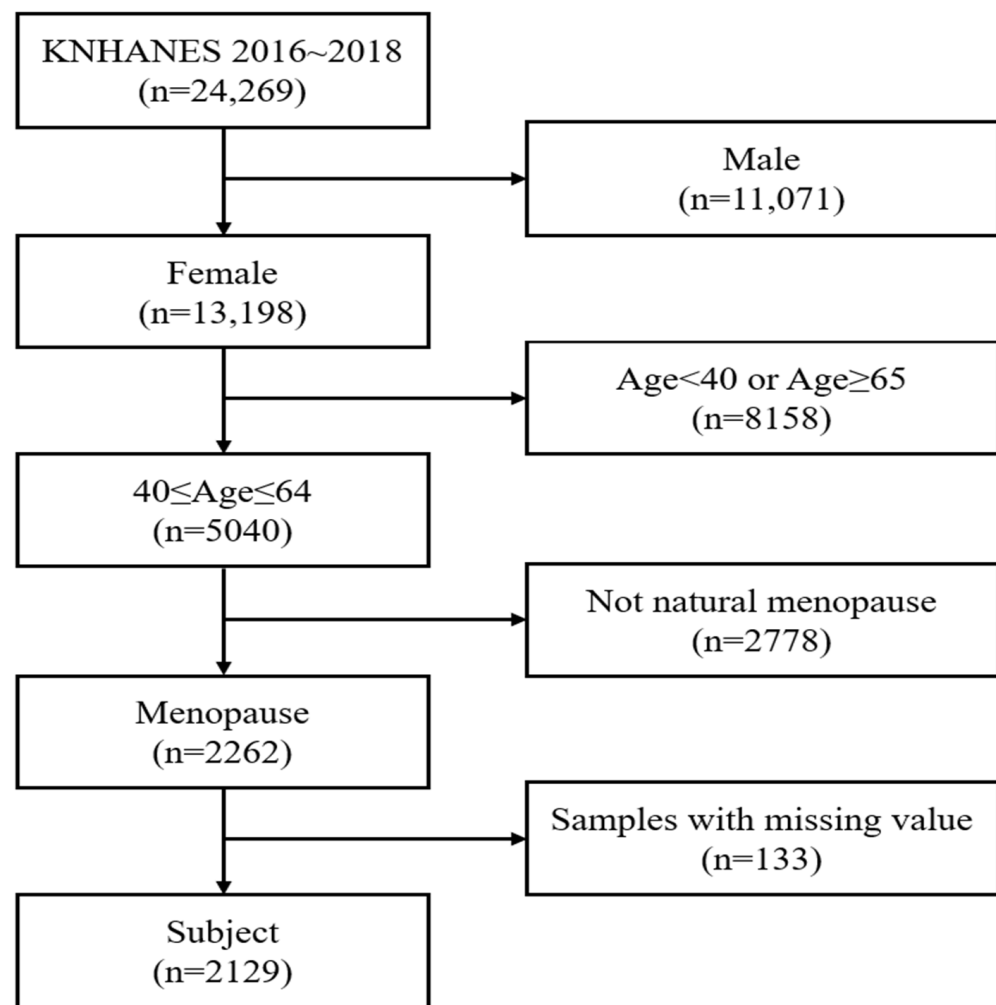 KNHANES 2016~2018
(n=24,269)
Male
(n=11,071)
Female
(n=13,198)
Age<40 or Age≥65
(n=8158)
40≤Age≤64
(n=5040)
Not natural menopause
(n=2778)
Menopause
(n=2262)
Samples with missing value
(n=133)
Subject
(n=2129)